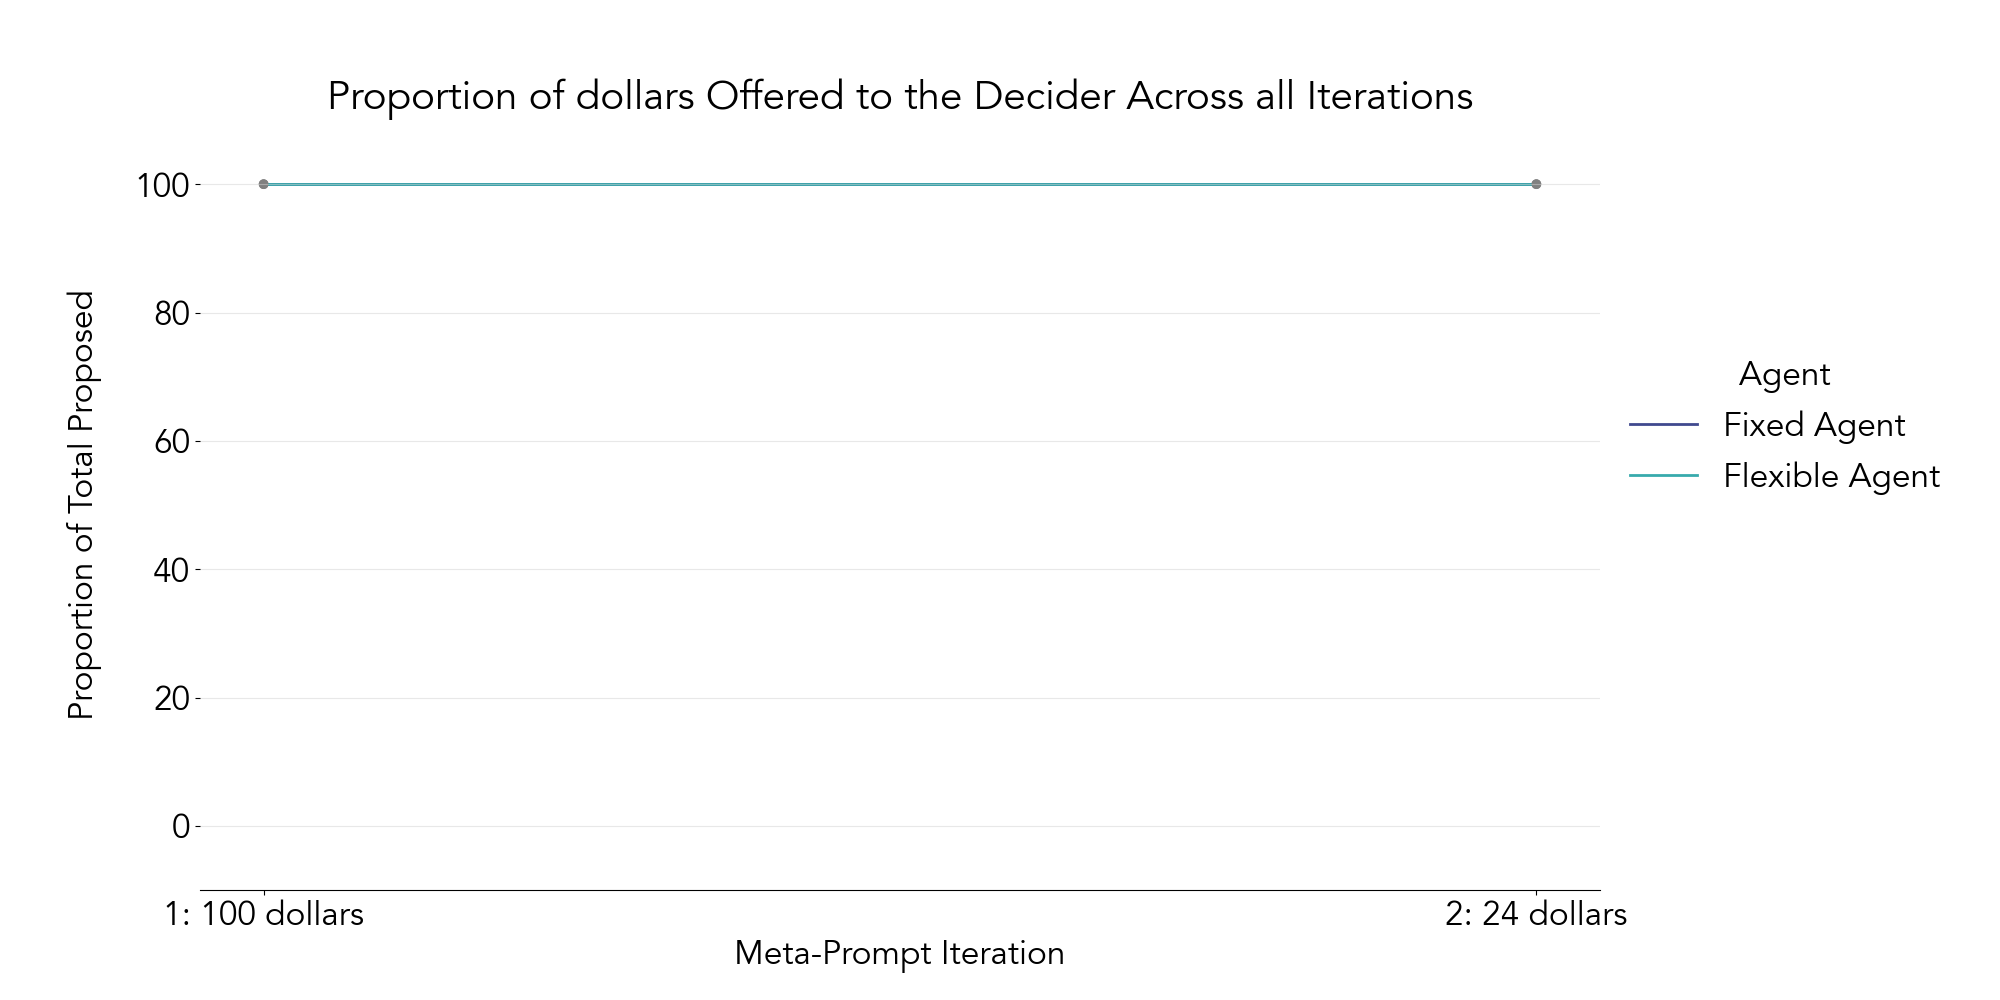 Proportion of dollars Offered to the Decider Across all Iterations
100
80
60
40
20
0
Proportion of Total Proposed
1: 100 dollars
2: 24 dollars
Meta-Prompt Iteration
Agent
Fixed Agent
Flexible Agent